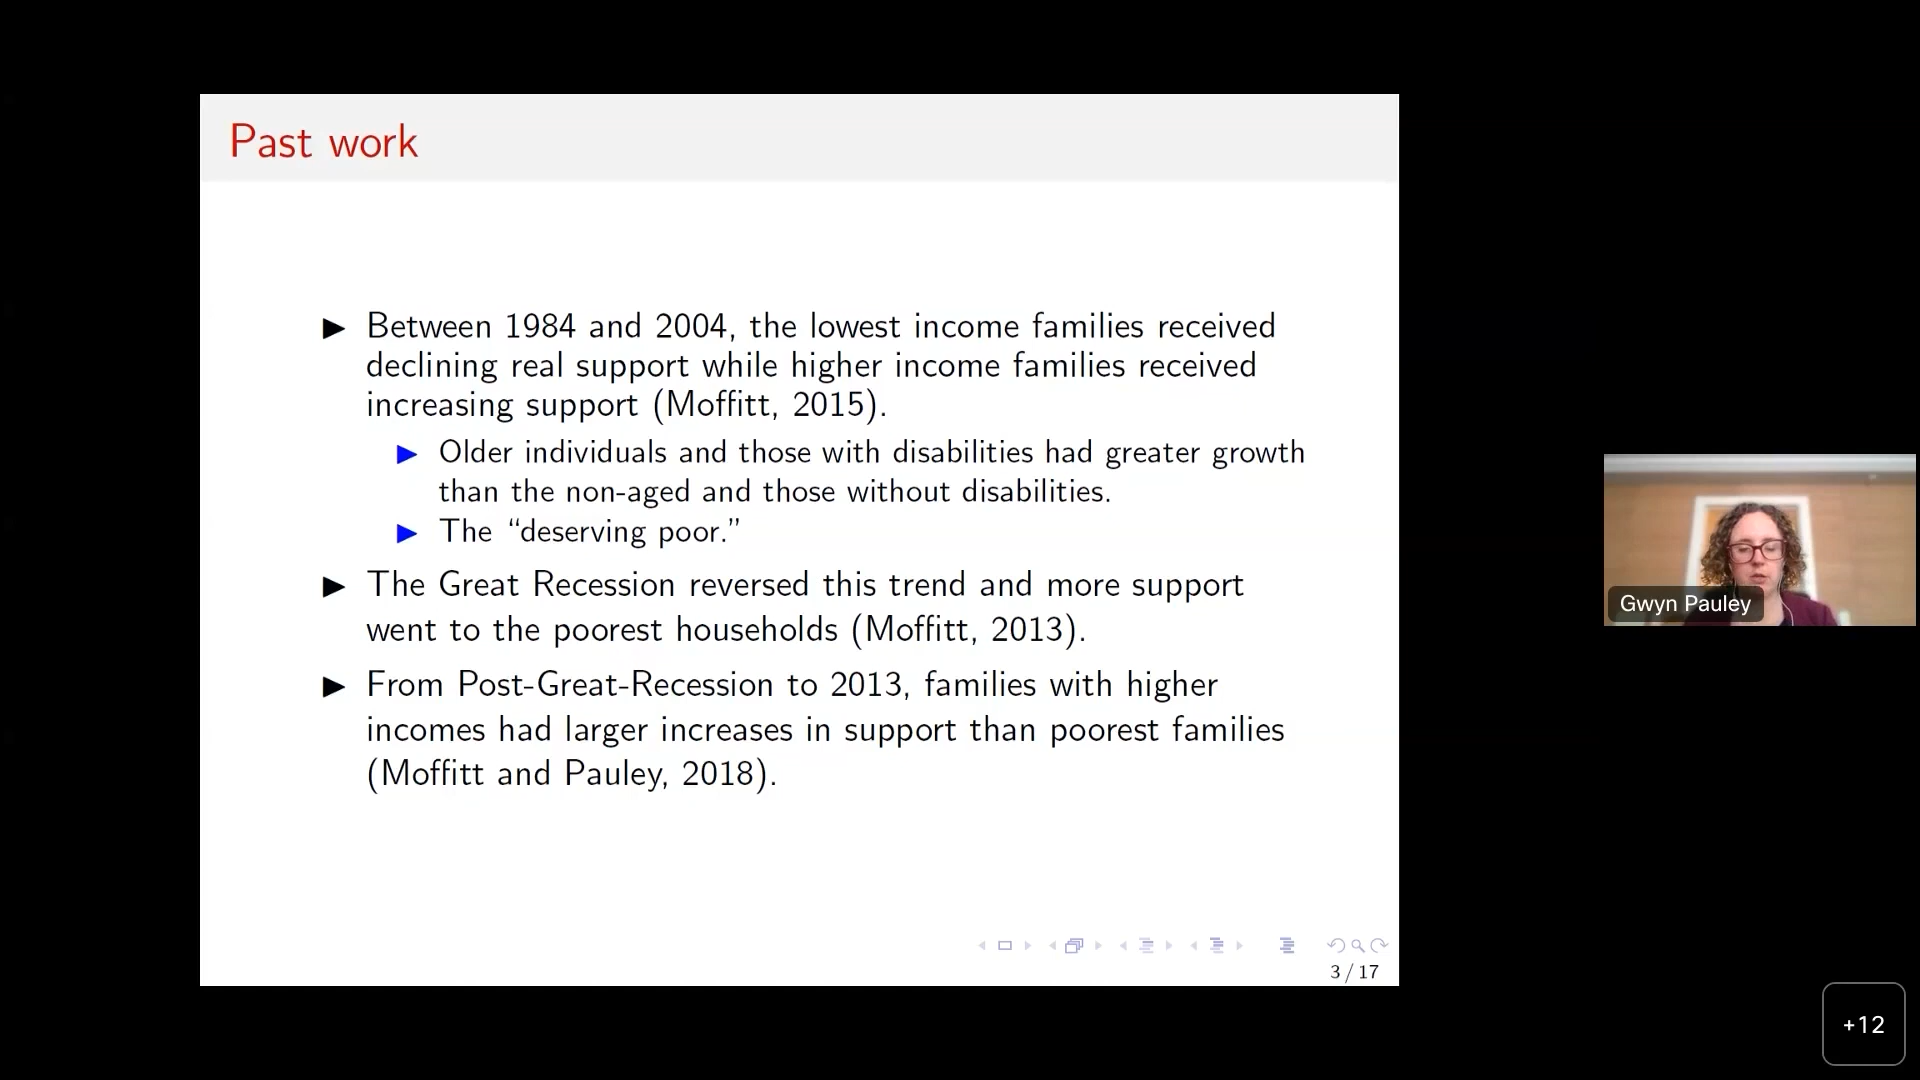 Past work
Between 1984 and 2004, the lowest income families received
declining real support while higher income families received
increasing support (Moffitt, 2015).
Older individuals and those with disabilities had greater growth
than the non-aged and those without disabilities.
The “deserving poor.”
The Great Recession reversed this trend and more support
went to the poorest households (Moffitt, 2013).
From Post-Great-Recession to 2013, families with higher
incomes had larger increases in support than poorest families
(Moffitt and Pauley, 2018).
3 / 17
Gwyn Pauley
+12